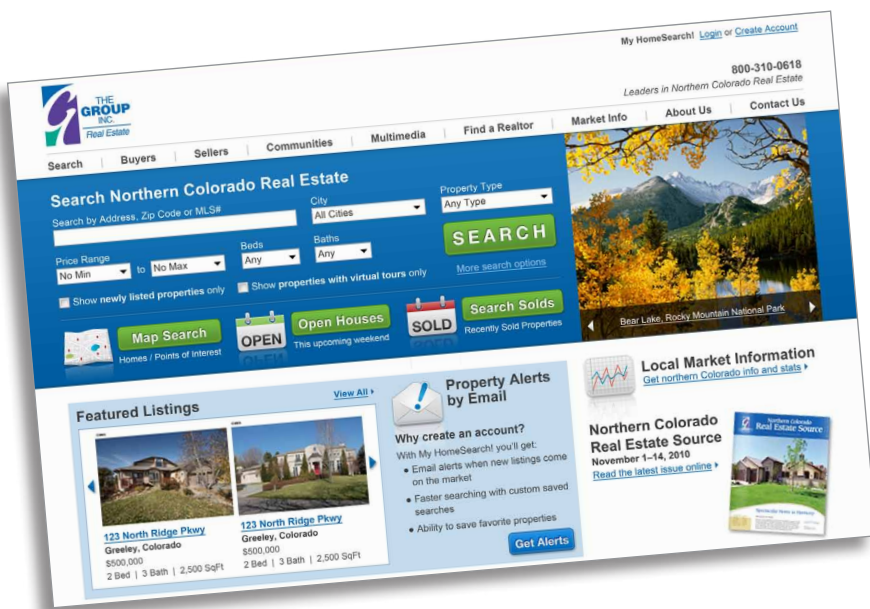 My HomeSearch! Login or Create Account
THE
GROUP
INC.
Real Estate
800-310-0618
Leaders in Northern Colorado Real Estate
Search | Buyers | Sellers | Communities | Multimedia | Find a Realtor | Market Info | About Us | Contact Us
Search Northern Colorado Real Estate
Search by Address, Zip Code or MLS#
City
All Cities
Property Type
Any Type
Price Range
No Min to No Max
Beds
Any
Baths
Any
SEARCH
More search options
Show newly listed properties only
Show properties with virtual tours only
Map Search
Homes / Points of Interest
OPEN
Open Houses
This upcoming weekend
SOLD
Search Solds
Recently Sold Properties
Bear Lake, Rocky Mountain National Park
Featured Listings
View All
123 North Ridge Pkwy
Greeley, Colorado
$500,000
2 Bed | 3 Bath | 2,500 SqFt
123 North Ridge Pkwy
Greeley, Colorado
$500,000
2 Bed | 3 Bath | 2,500 SqFt
Property Alerts
by Email
Why create an account?
With My HomeSearch! you'll get:
• Email alerts when new listings come
on the market
• Faster searching with custom saved
searches
• Ability to save favorite properties
Get Alerts
Local Market Information
Get northern Colorado info and stats
Northern Colorado
Real Estate Source
November 1–14, 2010
Read the latest issue online
Northern Colorado
Real Estate Source